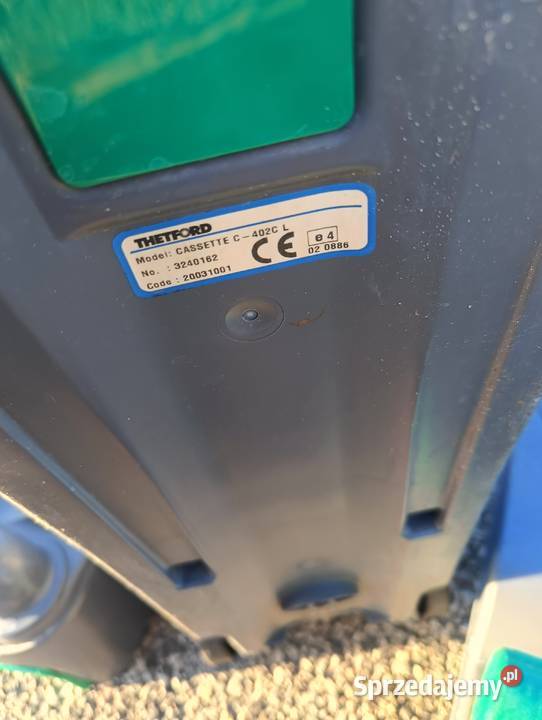 THETFORD
Model: CASSETTE C-402C L
No. : 3240162
Code : 20031001
CE
e4
02 0886
Sprzedajemy.pl